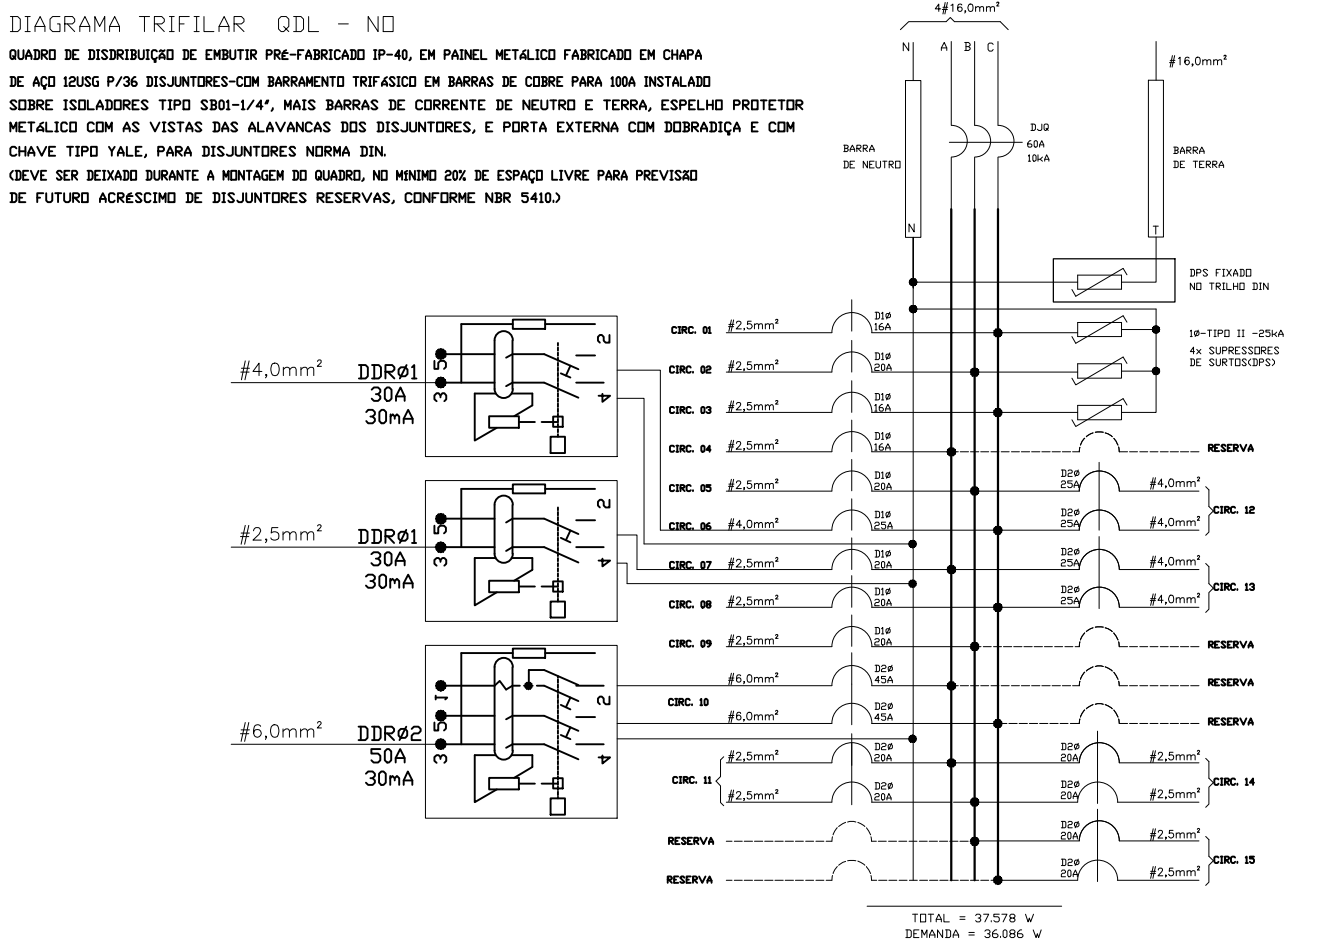 DIAGRAMA TRIFILAR QDL - NO
QUADRO DE DISDRIBUIÇÃO DE EMBUTIR PRÉ-FABRICADO IP-40, EM PAINEL METÁLICO FABRICADO EM CHAPA
DE AÇO 12USG P/36 DISJUNTORES-COM BARRAMENTO TRIFÁSICO EM BARRAS DE COBRE PARA 100A INSTALADO
SOBRE ISOLADORES TIPO SB01-1/4", MAIS BARRAS DE CORRENTE DE NEUTRO E TERRA, ESPELHO PROTETOR
METÁLICO COM AS VISTAS DAS ALAVANCAS DOS DISJUNTORES, E PORTA EXTERNA COM DOBRADIÇA E COM
CHAVE TIPO YALE, PARA DISJUNTORES NORMA DIN.
(DEVE SER DEIXADO DURANTE A MONTAGEM DO QUADRO, NO MÍNIMO 20% DE ESPAÇO LIVRE PARA PREVISÃO
DE FUTURO ACRÉSCIMO DE DISJUNTORES RESERVAS, CONFORME NBR 5410.)
4#16,0mm²
N A B C
#16,0mm²
DJQ
60A
10kA
BARRA
DE NEUTRO
BARRA
DE TERRA
N
T
DPS FIXADO
NO TRILHO DIN
1ø-TIPO II -25kA
4x SUPRESSORES
DE SURTOS(DPS)
#4,0mm²
DDRø1
30A
30mA
5
3
2
4
#2,5mm²
DDRø1
30A
30mA
5
3
2
4
#6,0mm²
DDRø2
50A
30mA
1
5
3
2
4
CIRC. 01 #2,5mm² D1ø 16A
CIRC. 02 #2,5mm² D1ø 20A
CIRC. 03 #2,5mm² D1ø 16A
CIRC. 04 #2,5mm² D1ø 16A
RESERVA
CIRC. 05 #2,5mm² D1ø 20A
D2ø 25A #4,0mm²
CIRC. 12
CIRC. 06 #4,0mm² D1ø 25A
D2ø 25A #4,0mm²
CIRC. 07 #2,5mm² D1ø 20A
D2ø 25A #4,0mm²
CIRC. 13
CIRC. 08 #2,5mm² D1ø 20A
D2ø 25A #4,0mm²
CIRC. 09 #2,5mm² D1ø 20A
RESERVA
#6,0mm² D2ø 45A
RESERVA
CIRC. 10
#6,0mm² D2ø 45A
RESERVA
#2,5mm² D2ø 20A
D2ø 20A #2,5mm²
CIRC. 11
CIRC. 14
#2,5mm² D2ø 20A
D2ø 20A #2,5mm²
RESERVA
D2ø 20A #2,5mm²
CIRC. 15
RESERVA
D2ø 20A #2,5mm²
TOTAL = 37.578 W
DEMANDA = 36.086 W